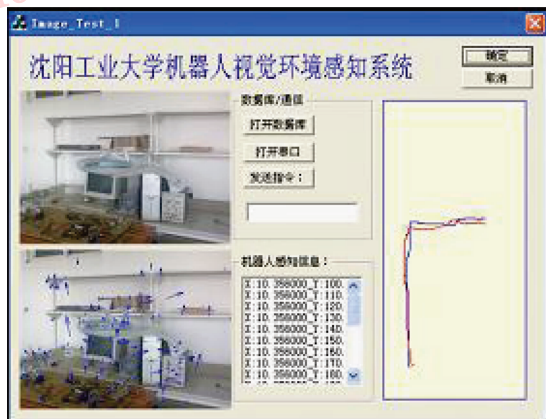 Image_Test_1
沈阳工业大学机器人视觉环境感知系统
确定
取消
数据库/通信
打开数据库
打开串口
发送指令：
机器人感知信息：
X:10.356000_Y:100.
X:10.356000_Y:110.
X:10.356000_Y:120.
X:10.356000_Y:130.
X:10.356000_Y:140.
X:10.356000_Y:150.
X:10.356000_Y:160.
X:10.356000_Y:170.
X:10.356000_Y:180.